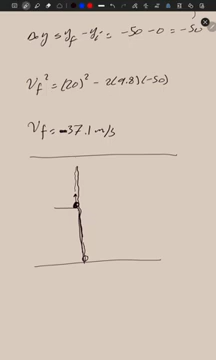 Δy = yf - yi = -50 - 0 = -50
Vf² = (20)² - 2(9.8)(-50)
Vf = -37.1 m/s